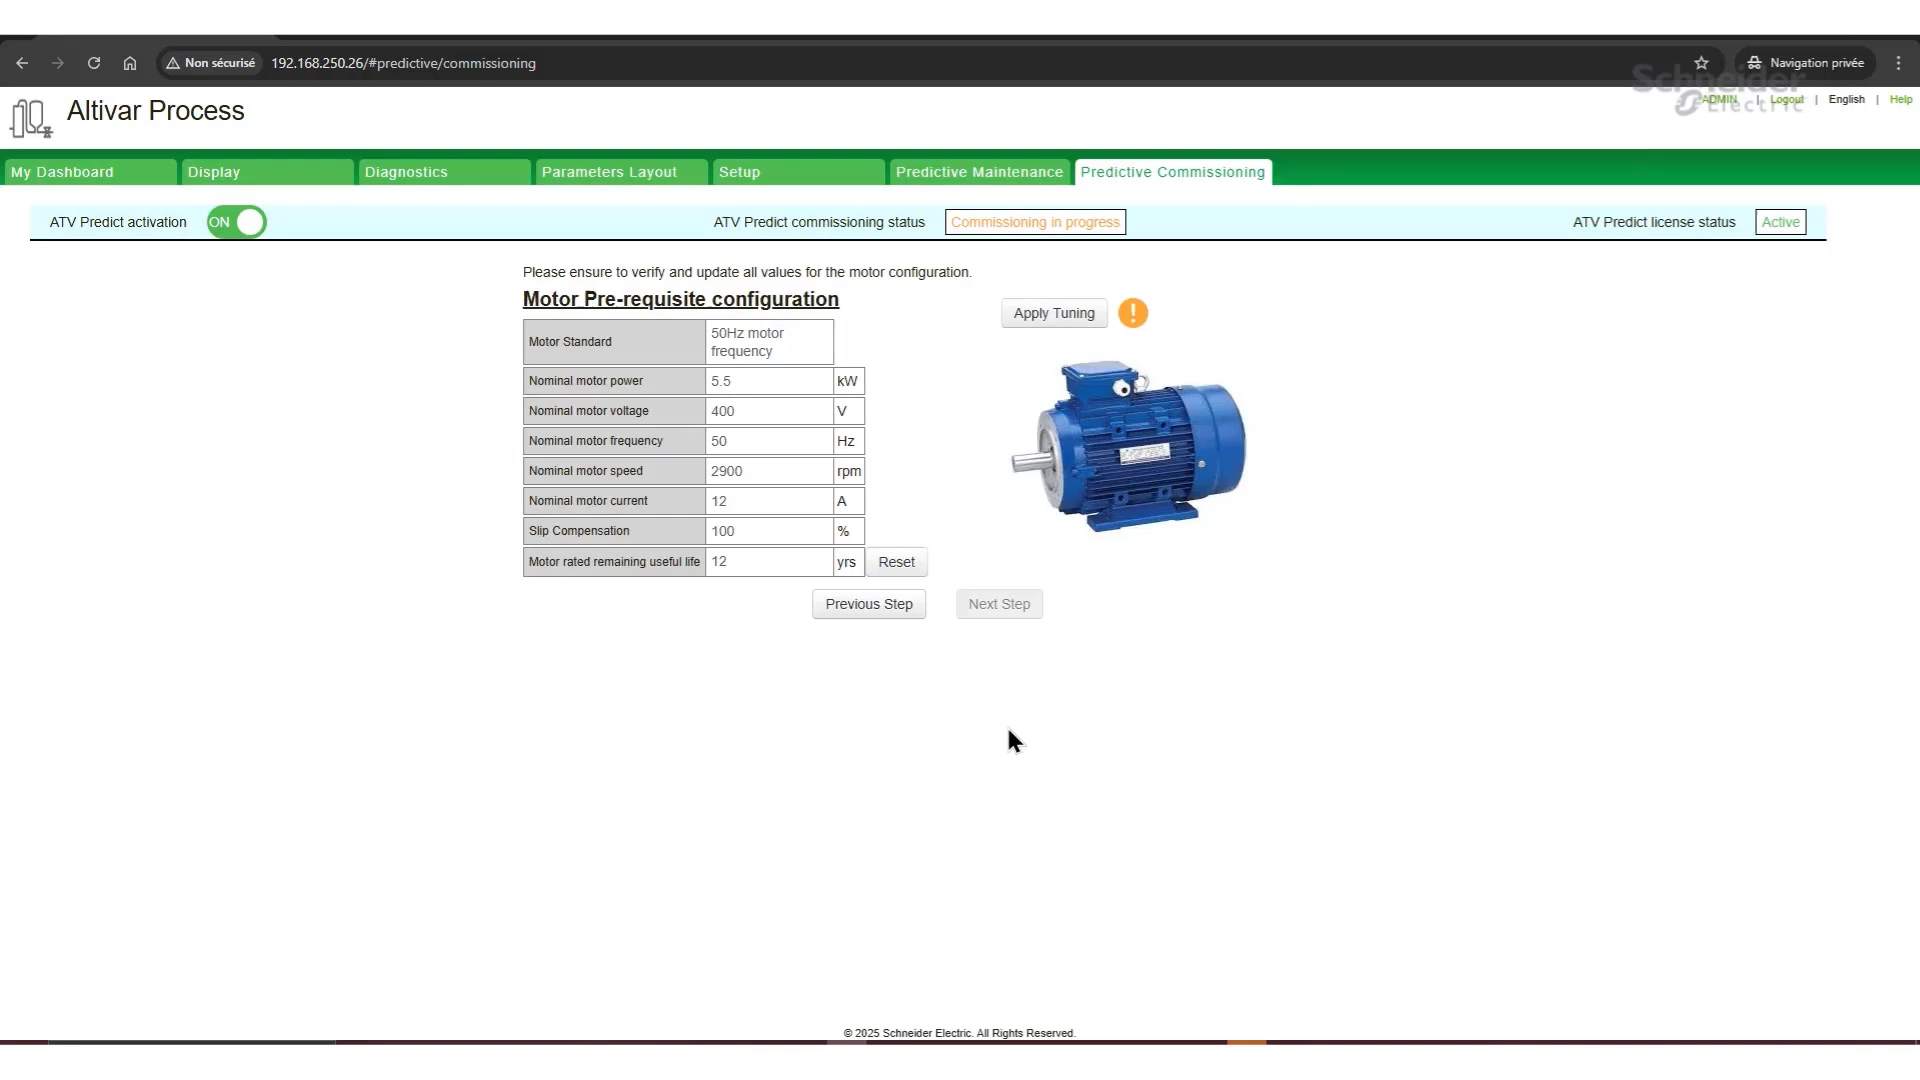 Non sécurisé 192.168.250.26/#predictive/commissioning Navigation privée
Schneider Electric
Altivar Process
ADMIN | Logout | English | Help
My Dashboard Display Diagnostics Parameters Layout Setup Predictive Maintenance Predictive Commissioning
ATV Predict activation ON ATV Predict commissioning status Commissioning in progress ATV Predict license status Active
Please ensure to verify and update all values for the motor configuration.
Motor Pre-requisite configuration
Apply Tuning !
Motor Standard 50Hz motor
frequency
Nominal motor power 5.5 kW
Nominal motor voltage 400 V
Nominal motor frequency 50 Hz
Nominal motor speed 2900 rpm
Nominal motor current 12 A
Slip Compensation 100 %
Motor rated remaining useful life 12 yrs Reset
Previous Step Next Step
© 2025 Schneider Electric. All Rights Reserved.